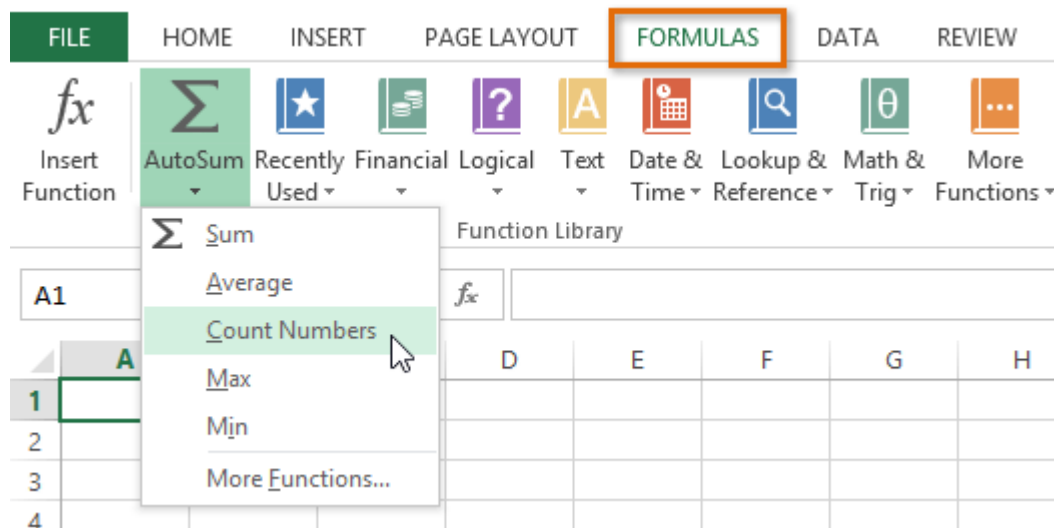 FILE HOME INSERT PAGE LAYOUT FORMULAS DATA REVIEW
fx Σ ? A θ
Insert AutoSum Recently Financial Logical Text Date & Lookup & Math & More
Function Used Time Reference Trig Functions
Function Library
Σ Sum
Average
Count Numbers
Max
Min
More Functions...
A1 fx
A D E F G H
1
2
3
4